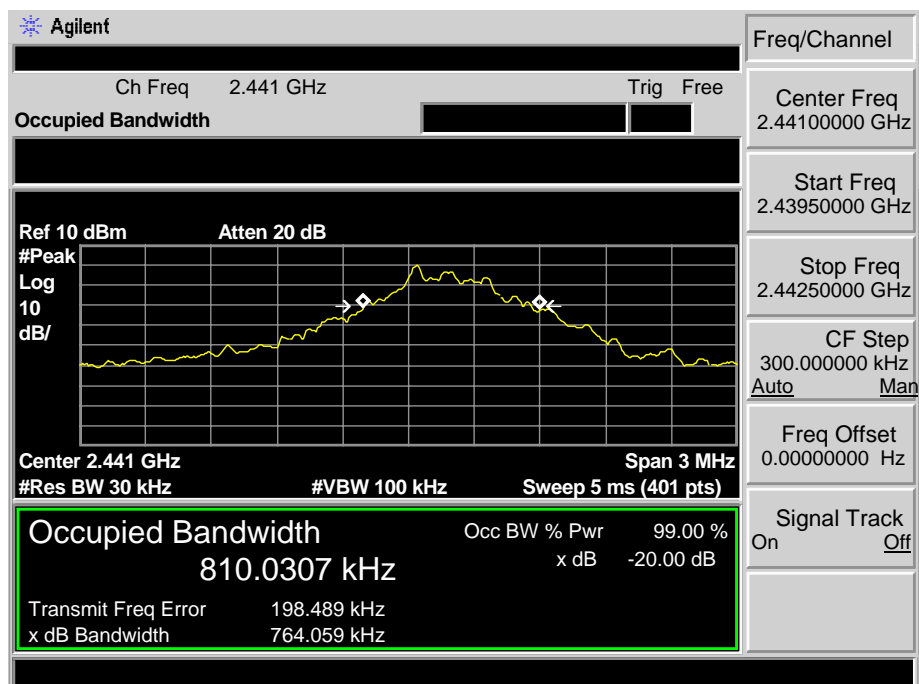 Agilent
Freq/Channel
Ch Freq 2.441 GHz Trig Free
Occupied Bandwidth
Center Freq
2.44100000 GHz
Start Freq
2.43950000 GHz
Stop Freq
2.44250000 GHz
CF Step
300.000000 kHz
Auto Man
Freq Offset
0.00000000 Hz
Signal Track
On Off
Ref 10 dBm Atten 20 dB
#Peak
Log
10
dB/
Center 2.441 GHz Span 3 MHz
#Res BW 30 kHz #VBW 100 kHz Sweep 5 ms (401 pts)
Occupied Bandwidth Occ BW % Pwr 99.00 %
810.0307 kHz x dB -20.00 dB
Transmit Freq Error 198.489 kHz
x dB Bandwidth 764.059 kHz